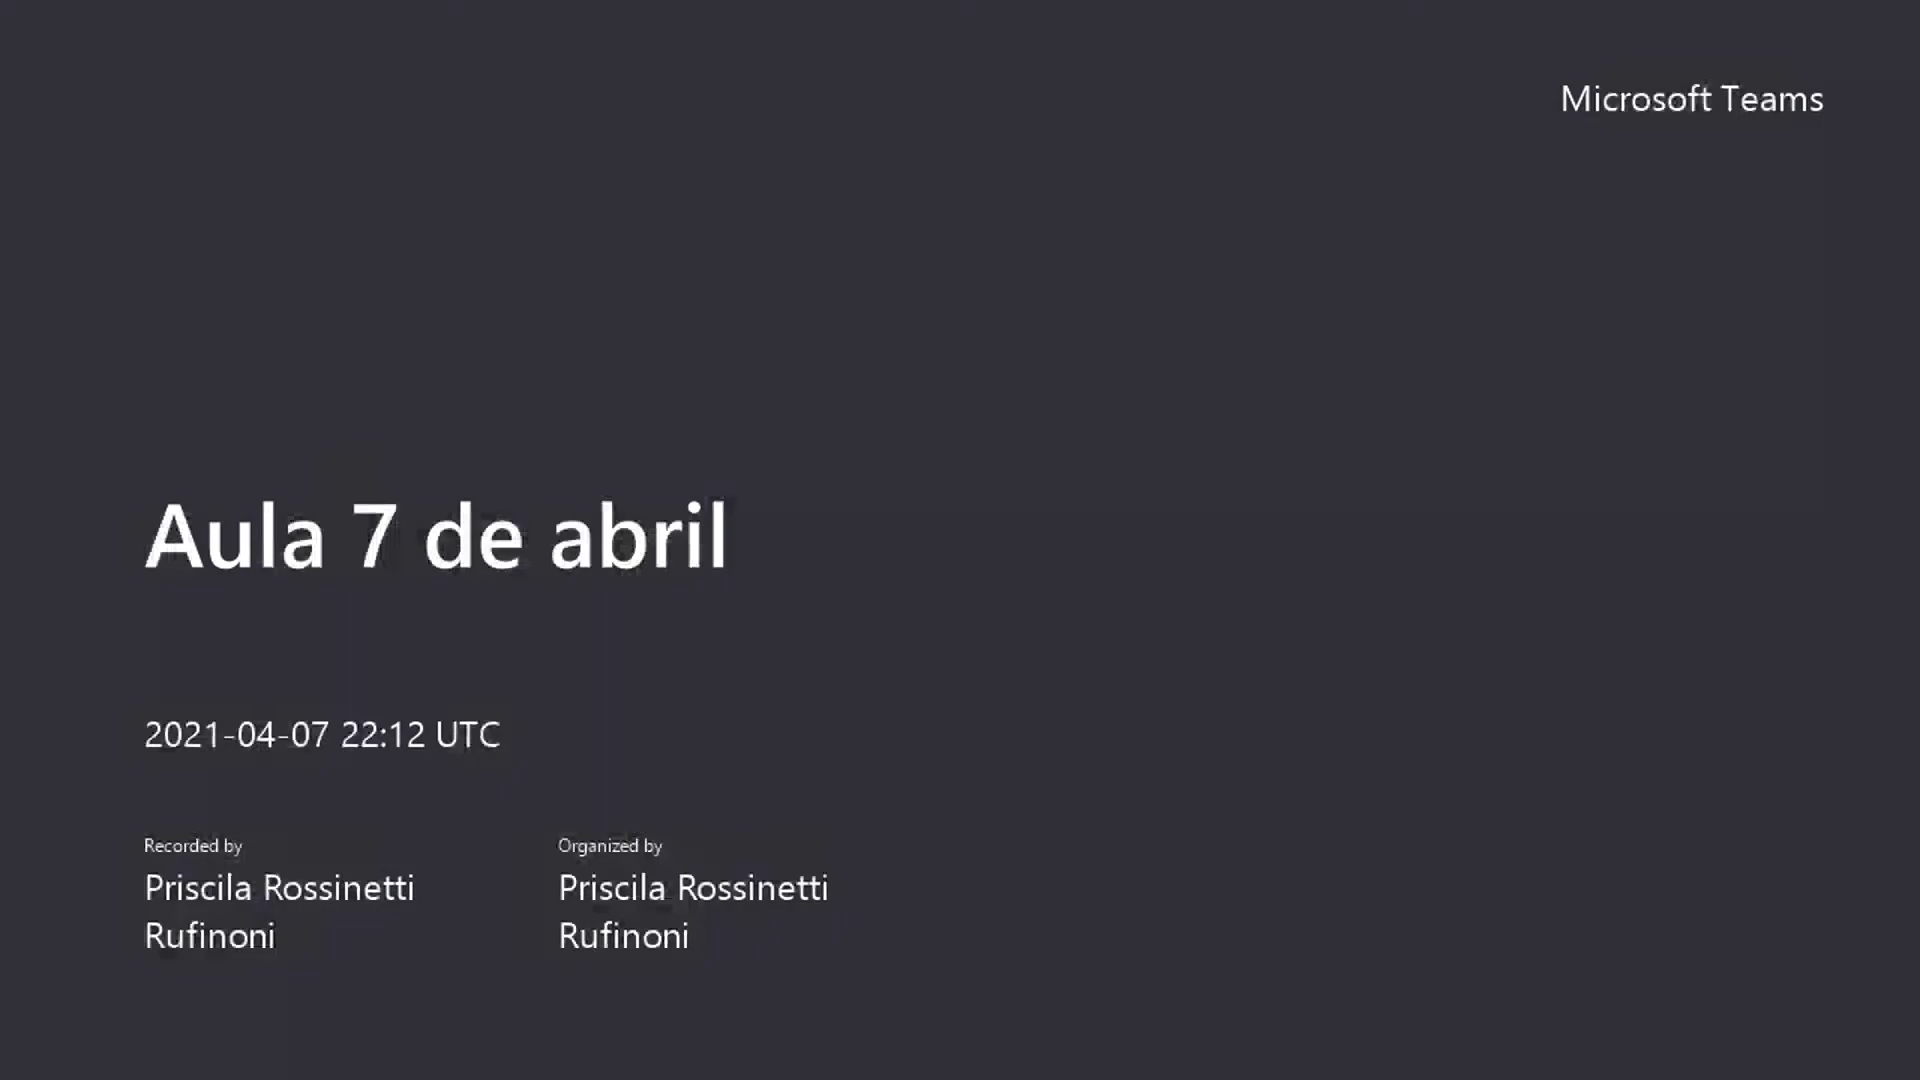 Microsoft Teams
Aula 7 de abril
2021-04-07 22:12 UTC
Recorded by
Priscila Rossinetti
Rufinoni
Organized by
Priscila Rossinetti
Rufinoni